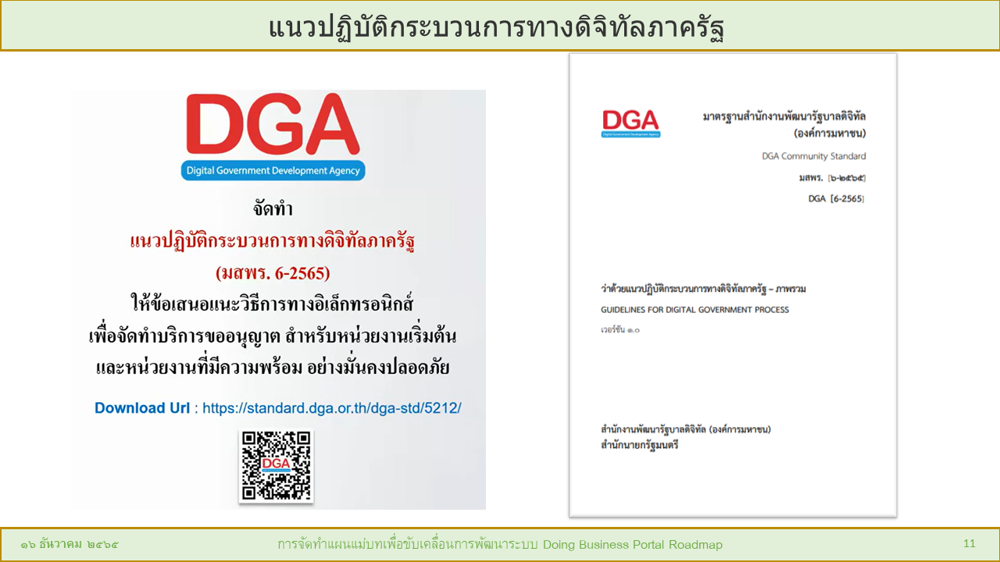 แนวปฏิบัติกระบวนการทางดิจิทัลภาครัฐ
DGA
Digital Government Development Agency
จัดทำ
แนวปฏิบัติกระบวนการทางดิจิทัลภาครัฐ
(มสพร. 6-2565)
ให้ข้อเสนอแนะวิธีการทางอิเล็กทรอนิกส์
เพื่อจัดทำบริการขออนุญาต สำหรับหน่วยงานเริ่มต้น
และหน่วยงานที่มีความพร้อม อย่างมั่นคงปลอดภัย
Download Url : https://standard.dga.or.th/dga-std/5212/
DGA
DGA
Digital Government Development Agency
มาตรฐานสำนักงานพัฒนารัฐบาลดิจิทัล
(องค์การมหาชน)
DGA Community Standard
มสพร. [๖-๒๕๖๕]
DGA [6-2565]
ว่าด้วยแนวปฏิบัติกระบวนการทางดิจิทัลภาครัฐ – ภาพรวม
GUIDELINES FOR DIGITAL GOVERNMENT PROCESS
เวอร์ชัน ๑.๐
สำนักงานพัฒนารัฐบาลดิจิทัล (องค์การมหาชน)
สำนักนายกรัฐมนตรี
๑๖ ธันวาคม ๒๕๖๕
การจัดทำแผนแม่บทเพื่อขับเคลื่อนการพัฒนาระบบ Doing Business Portal Roadmap
11